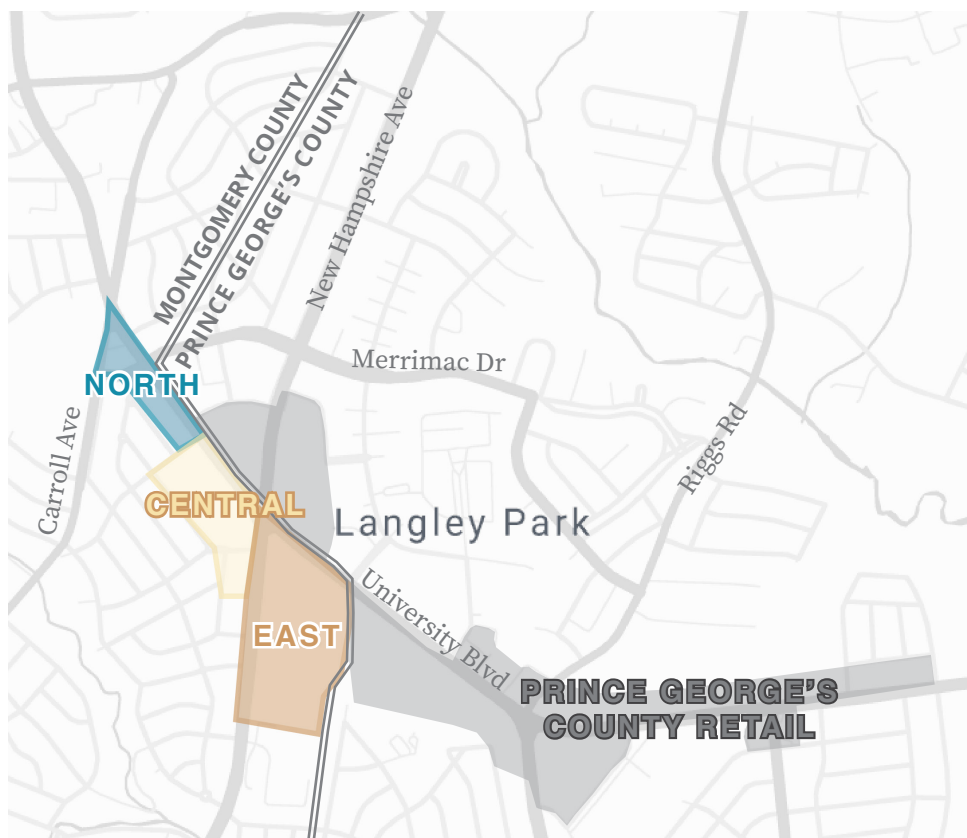 MONTGOMERY COUNTY
PRINCE GEORGE'S COUNTY
New Hampshire Ave
Merrimac Dr
NORTH
Carroll Ave
Riggs Rd
CENTRAL
Langley Park
University Blvd
EAST
PRINCE GEORGE'S
COUNTY RETAIL